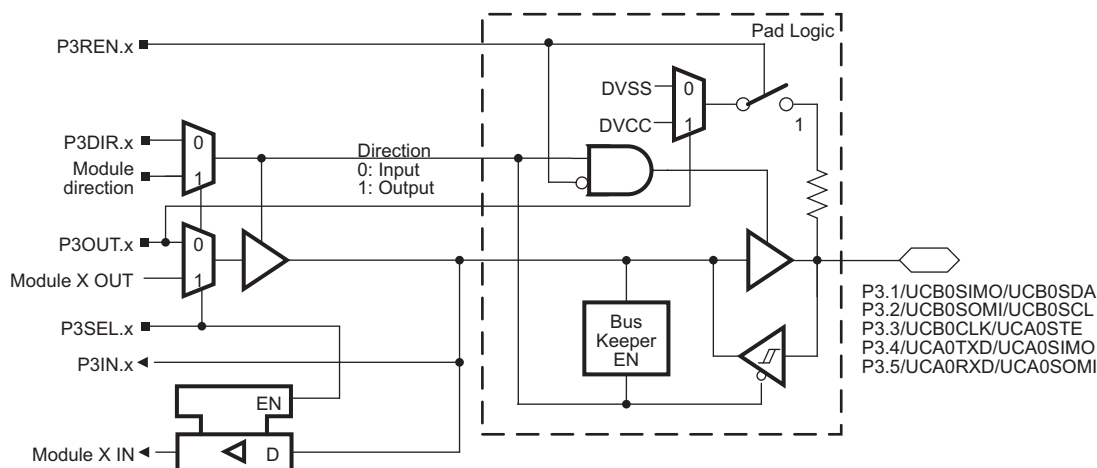 Pad Logic
P3REN.x
DVSS
0
DVCC
1
1
P3DIR.x
0
Module
direction
1
Direction
0: Input
1: Output
P3OUT.x
0
Module X OUT
1
P3SEL.x
P3IN.x
Bus
Keeper
EN
EN
Module X IN
D
P3.1/UCB0SIMO/UCB0SDA
P3.2/UCB0SOMI/UCB0SCL
P3.3/UCB0CLK/UCA0STE
P3.4/UCA0TXD/UCA0SIMO
P3.5/UCA0RXD/UCA0SOMI